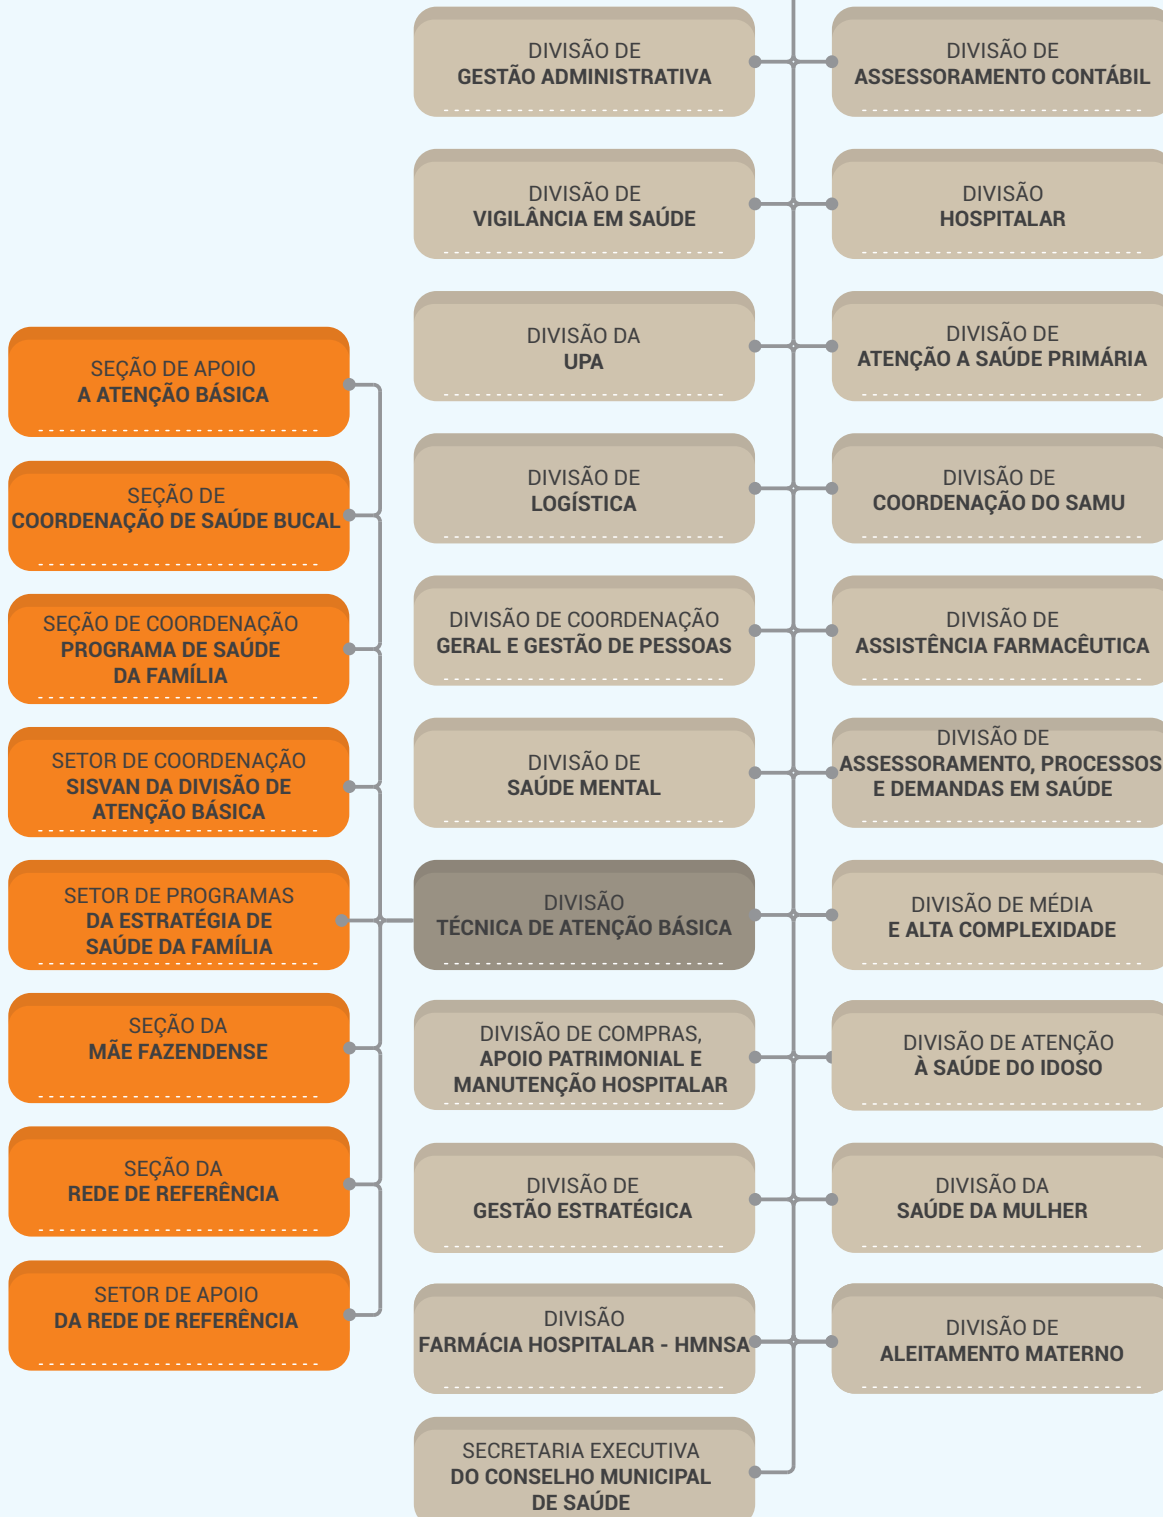 DIVISÃO DE
GESTÃO ADMINISTRATIVA
DIVISÃO DE
ASSESSORAMENTO CONTÁBIL
DIVISÃO DE
VIGILÂNCIA EM SAÚDE
DIVISÃO
HOSPITALAR
DIVISÃO DA
UPA
DIVISÃO DE
ATENÇÃO A SAÚDE PRIMÁRIA
SEÇÃO DE APOIO
A ATENÇÃO BÁSICA
DIVISÃO DE
LOGÍSTICA
DIVISÃO DE
COORDENAÇÃO DO SAMU
SEÇÃO DE
COORDENAÇÃO DE SAÚDE BUCAL
DIVISÃO DE COORDENAÇÃO
GERAL E GESTÃO DE PESSOAS
DIVISÃO DE
ASSISTÊNCIA FARMACÊUTICA
SEÇÃO DE COORDENAÇÃO
PROGRAMA DE SAÚDE
DA FAMÍLIA
DIVISÃO DE
SAÚDE MENTAL
DIVISÃO DE
ASSESSORAMENTO, PROCESSOS
E DEMANDAS EM SAÚDE
SETOR DE COORDENAÇÃO
SISVAN DA DIVISÃO DE
ATENÇÃO BÁSICA
SETOR DE PROGRAMAS
DA ESTRATÉGIA DE
SAÚDE DA FAMÍLIA
DIVISÃO
TÉCNICA DE ATENÇÃO BÁSICA
DIVISÃO DE MÉDIA
E ALTA COMPLEXIDADE
SEÇÃO DA
MÃE FAZENDENSE
DIVISÃO DE COMPRAS,
APOIO PATRIMONIAL E
MANUTENÇÃO HOSPITALAR
DIVISÃO DE ATENÇÃO
À SAÚDE DO IDOSO
SEÇÃO DA
REDE DE REFERÊNCIA
DIVISÃO DE
GESTÃO ESTRATÉGICA
DIVISÃO DA
SAÚDE DA MULHER
SETOR DE APOIO
DA REDE DE REFERÊNCIA
DIVISÃO
FARMÁCIA HOSPITALAR - HMNSA
DIVISÃO DE
ALEITAMENTO MATERNO
SECRETARIA EXECUTIVA
DO CONSELHO MUNICIPAL
DE SAÚDE